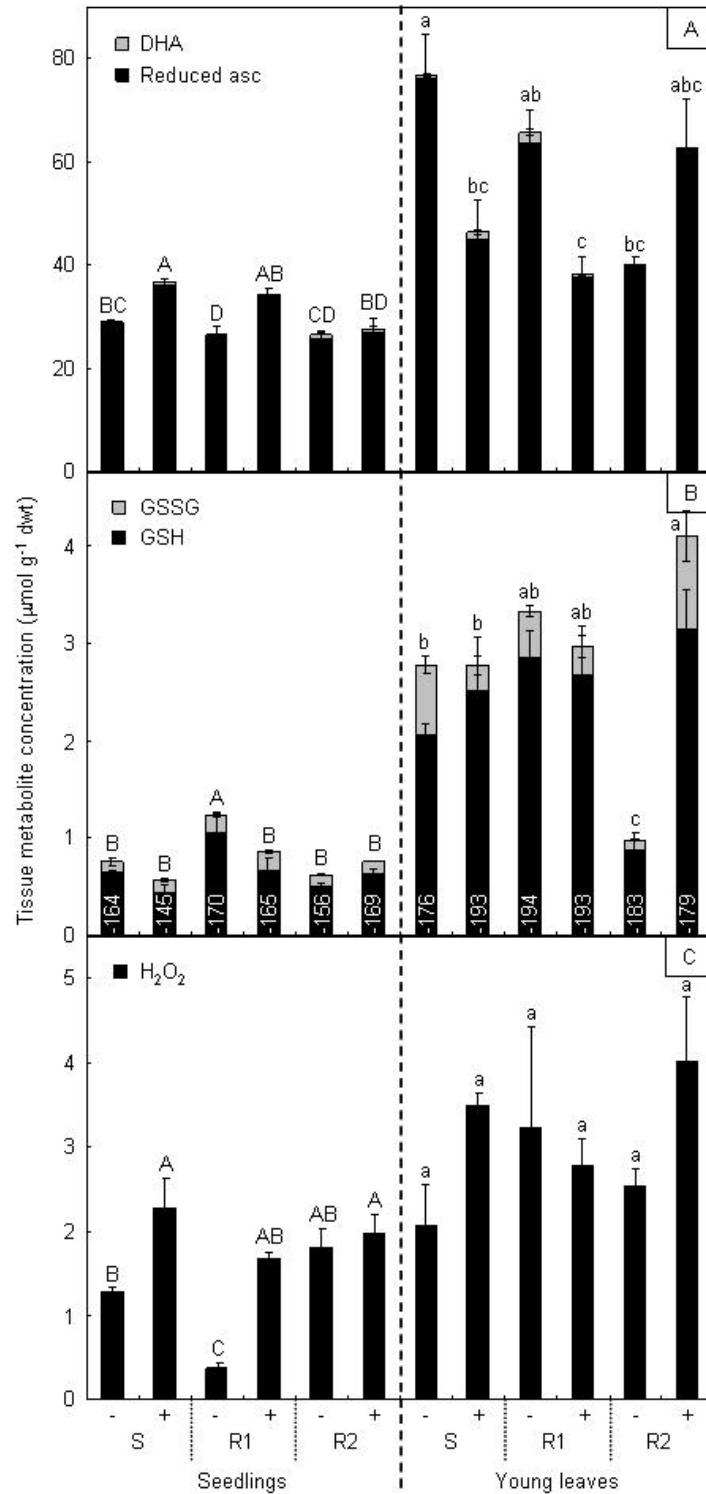 A
DHA
Reduced asc
a
ab
abc
bc
c
bc
A
AB
BC
D
CD
BD
80
60
40
20
0
Tissue metabolite concentration (µmol g⁻¹ dwt)
B
GSSG
GSH
a
ab
ab
b
b
c
A
B
B
B
B
B
4
3
2
1
0
-164
-145
-170
-165
-156
-169
-176
-193
-194
-193
-183
-179
C
H₂O₂
a
a
a
a
a
a
A
AB
AB
A
B
C
5
4
3
2
1
0
- + - + - + - + - + - +
S R1 R2 S R1 R2
Seedlings Young leaves